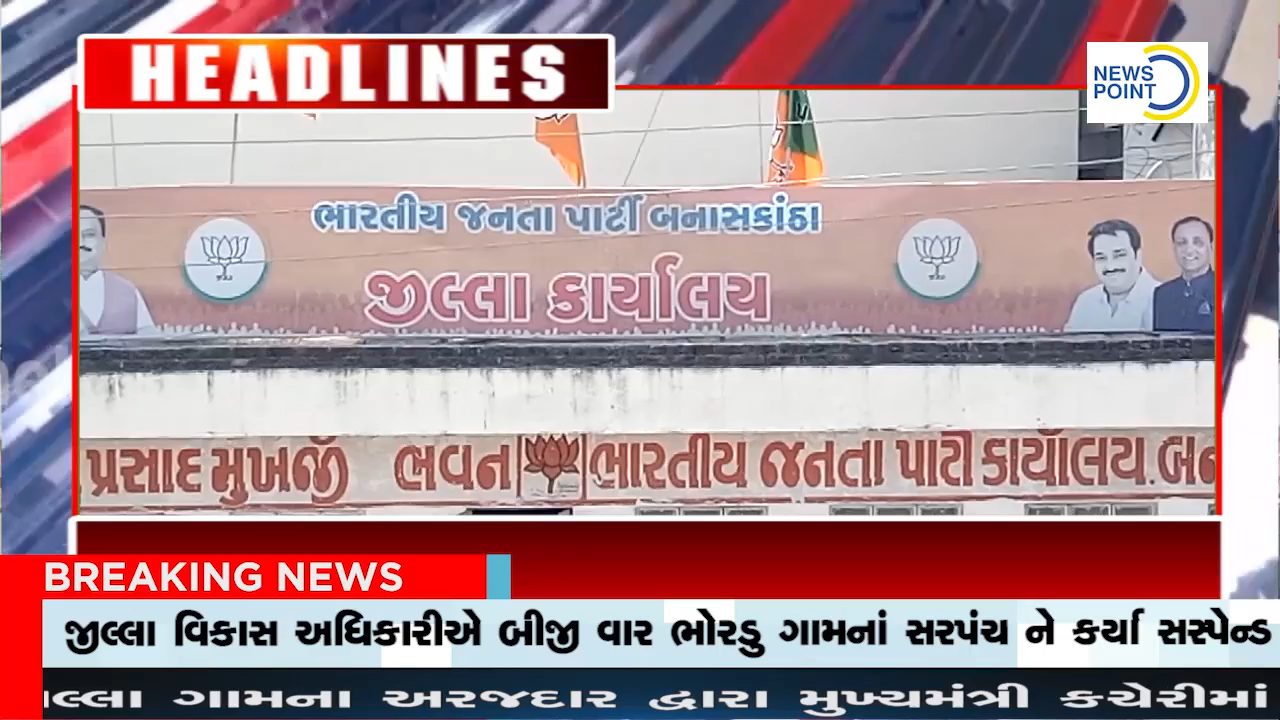 HEADLINES
NEWS
POINT
ભારતીય જનતા પાર્ટી બનાસકાંઠા
જીલ્લા કાર્યાલય
પ્રસાદ મુખર્જી ભવન ભારતીય જનતા પાર્ટી કાર્યાલય. બન
BREAKING NEWS
જીલ્લા વિકાસ અધિકારીએ બીજી વાર ભોરડુ ગામનાં સરપંચ ને કર્યા સસ્પેન્ડ
લ્લા ગામના અરજદાર દ્વારા મુખ્યમંત્રી કચેરીમાં